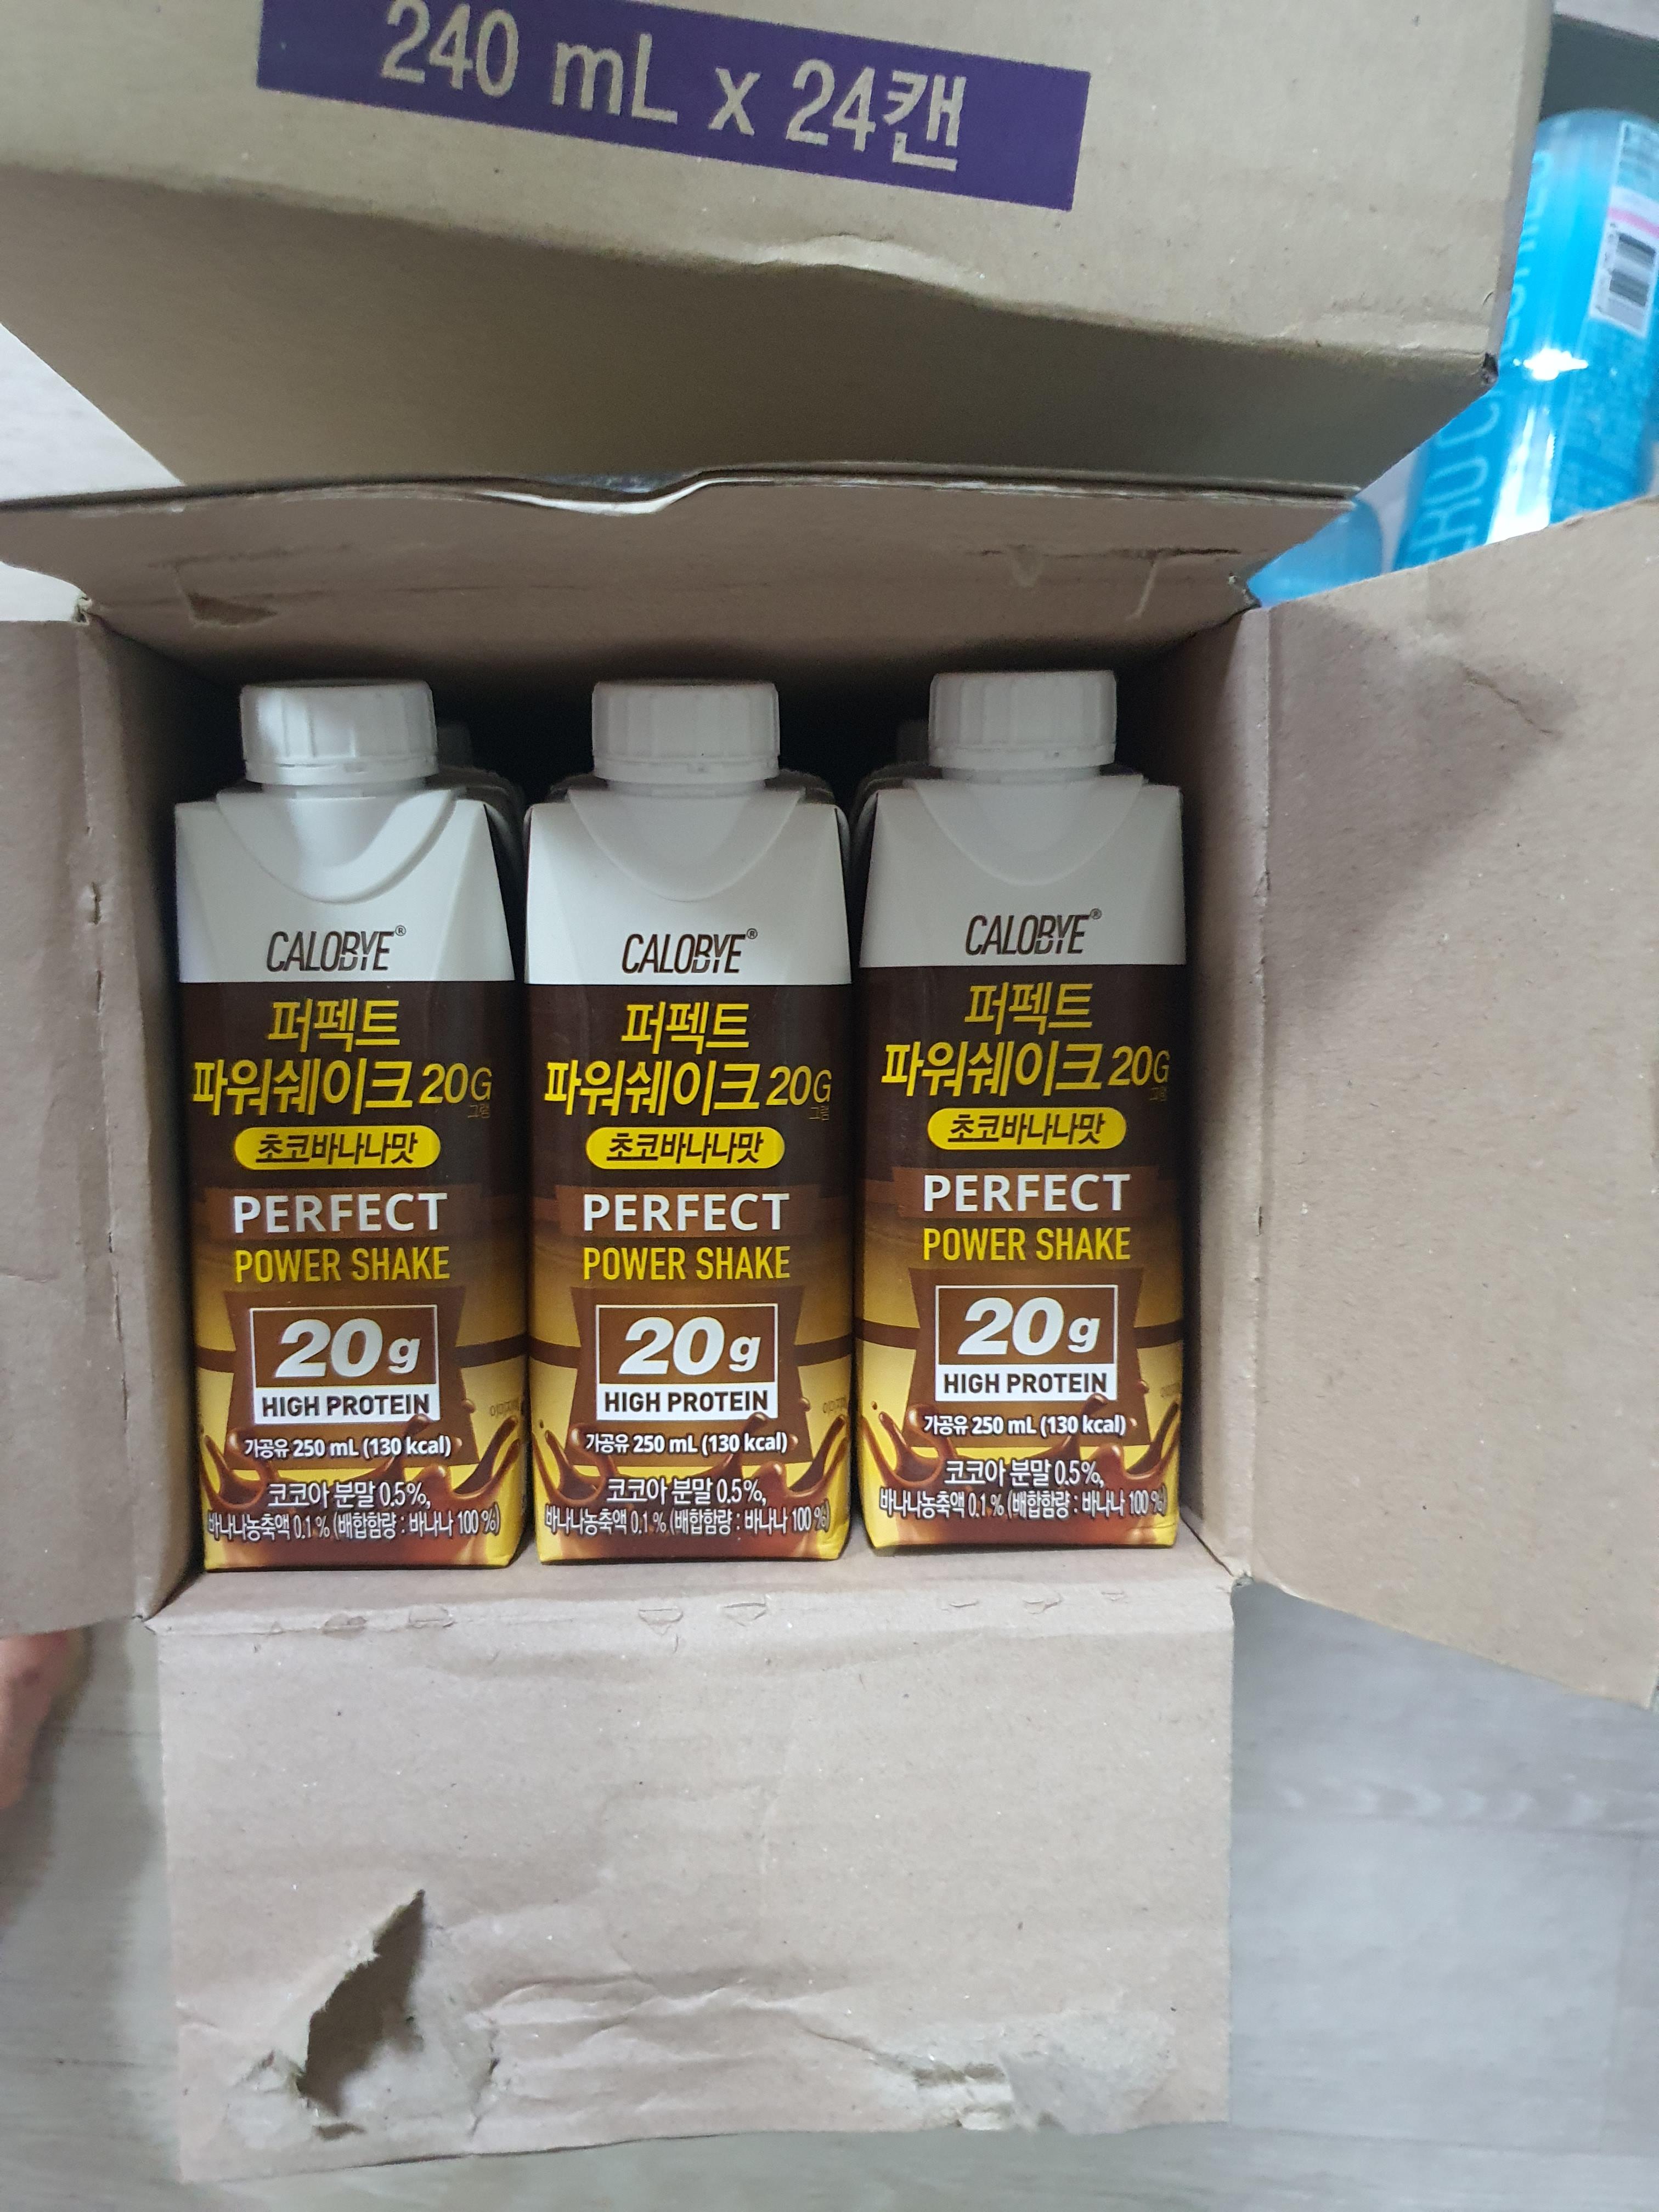 240 mL x 24캔
CALOBYE®
퍼펙트
파워쉐이크 20G
그램
초코바나나맛
PERFECT
POWER SHAKE
20g
HIGH PROTEIN
가공유 250 mL (130 kcal)
코코아 분말 0.5%,
바나나농축액 0.1 % (배합함량 : 바나나 100 %)
CALOBYE®
퍼펙트
파워쉐이크 20G
그램
초코바나나맛
PERFECT
POWER SHAKE
20g
HIGH PROTEIN
가공유 250 mL (130 kcal)
코코아 분말 0.5%,
바나나농축액 0.1 % (배합함량 : 바나나 100 %)
CALOBYE®
퍼펙트
파워쉐이크 20G
그램
초코바나나맛
PERFECT
POWER SHAKE
20g
HIGH PROTEIN
가공유 250 mL (130 kcal)
코코아 분말 0.5%,
바나나농축액 0.1 % (배합함량 : 바나나 100 %)